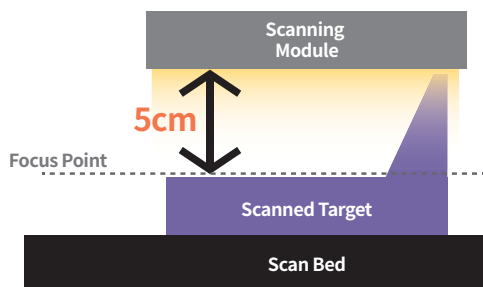 Scanning
Module
5cm
Focus Point
Scanned Target
Scan Bed